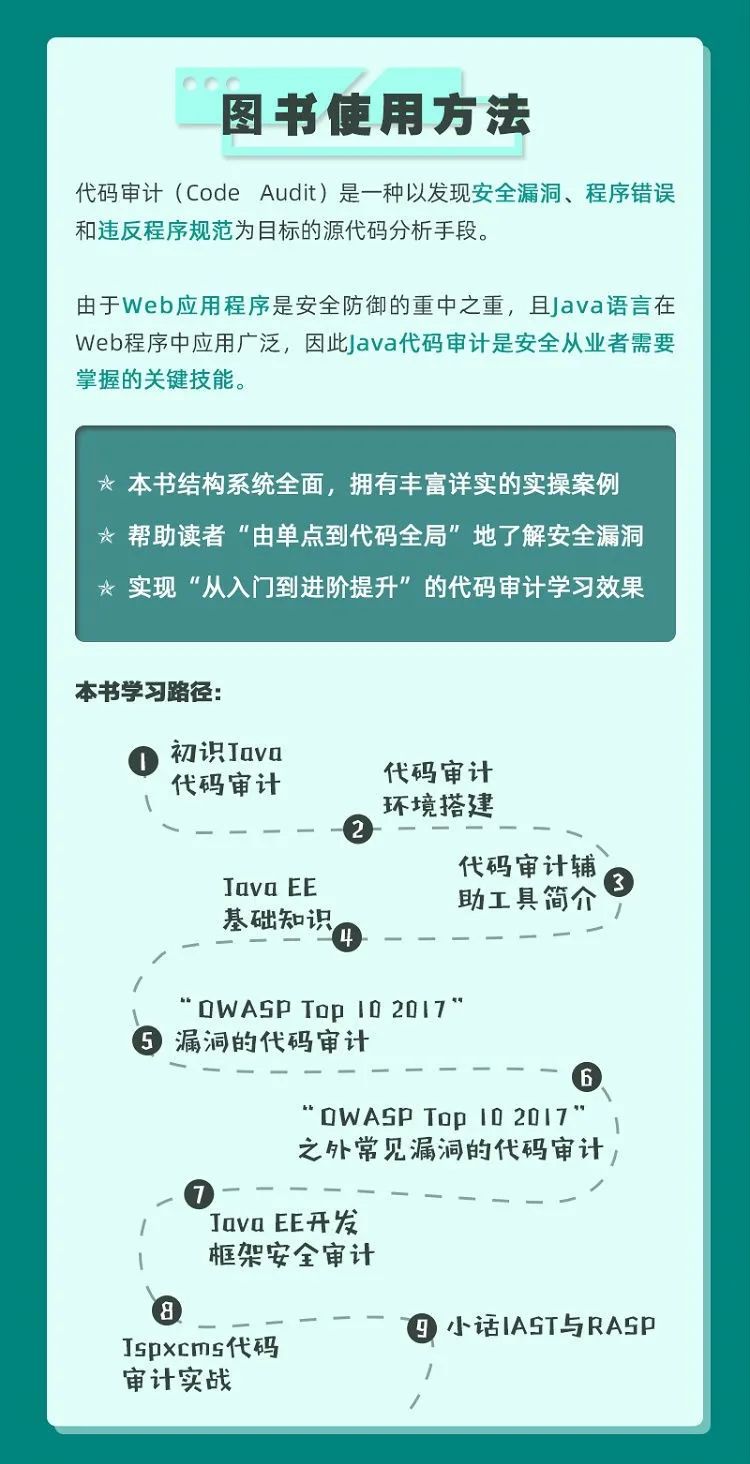 图书使用方法
代码审计（Code Audit）是一种以发现安全漏洞、程序错误
和违反程序规范为目标的源代码分析手段。
由于Web应用程序是安全防御的重中之重，且Java语言在
Web程序中应用广泛，因此Java代码审计是安全从业者需要
掌握的关键技能。
本书结构系统全面，拥有丰富详实的实操案例
帮助读者“由单点到代码全局”地了解安全漏洞
实现“从入门到进阶提升”的代码审计学习效果
本书学习路径:
1 初识Java
代码审计
代码审计
环境搭建
2
代码审计辅
助工具简介
3
Java EE
基础知识
4
“OWASP Top 10 2017”
5 漏洞的代码审计
6
“OWASP Top 10 2017”
之外常见漏洞的代码审计
7
Java EE开发
框架安全审计
8
Jspxcms代码
审计实战
9 小话IAST与RASP